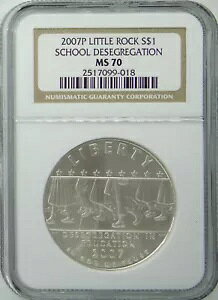 2007P LITTLE ROCK S$1
SCHOOL DESEGREGATION
MS 70
2517099-018
NUMISMATIC GUARANTY CORPORATION
LIBERTY
DESEGREGATION IN
EDUCATION
2007